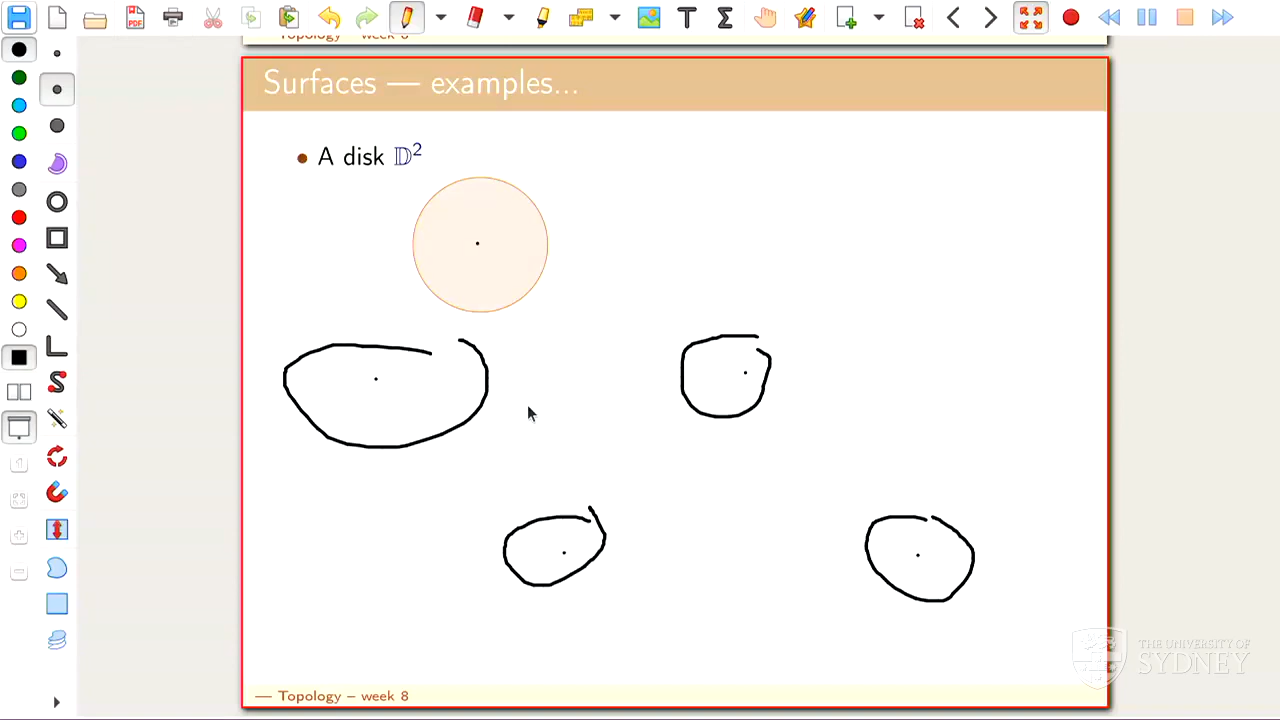 Topology – week 8
Surfaces — examples...
• A disk 𝔻²
THE UNIVERSITY OF
SYDNEY
— Topology – week 8